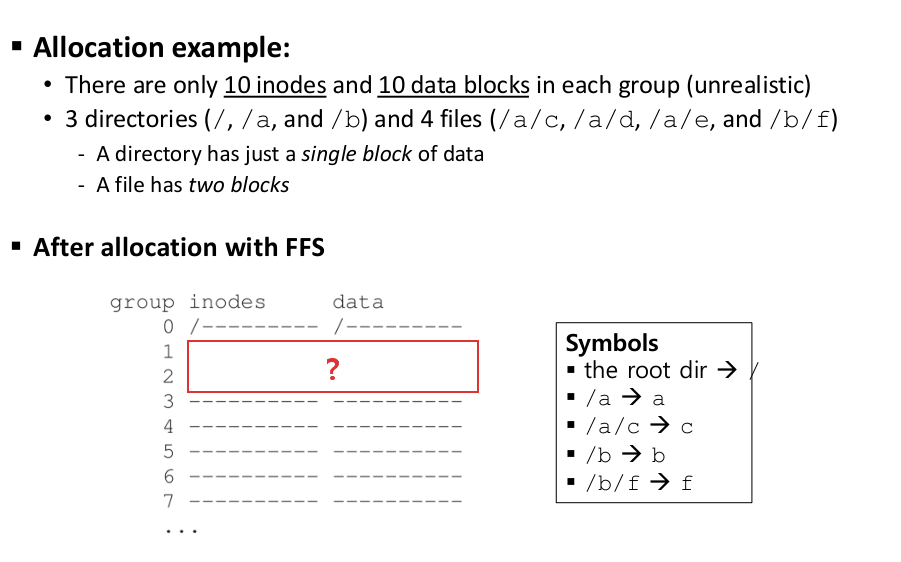 ▪ Allocation example:
• There are only 10 inodes and 10 data blocks in each group (unrealistic)
• 3 directories (/, /a, and /b) and 4 files (/a/c, /a/d, /a/e, and /b/f)
- A directory has just a single block of data
- A file has two blocks
▪ After allocation with FFS
group inodes data
0 /--------- /---------
1
?
2
3 ---------- ----------
4 ---------- ----------
5 ---------- ----------
6 ---------- ----------
7 ---------- ----------
...
Symbols
▪ the root dir → /
▪ /a → a
▪ /a/c → c
▪ /b → b
▪ /b/f → f